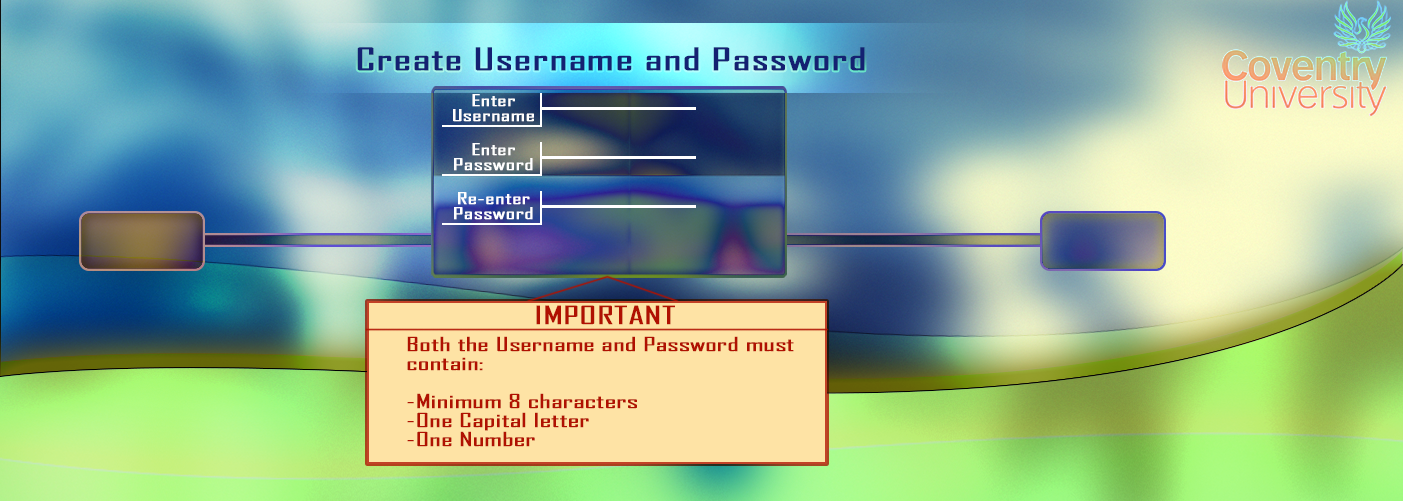 Create Username and Password
Coventry
University
Enter
Username
Enter
Password
Re-enter
Password
IMPORTANT
Both the Username and Password must
contain:
-Minimum 8 characters
-One Capital letter
-One Number